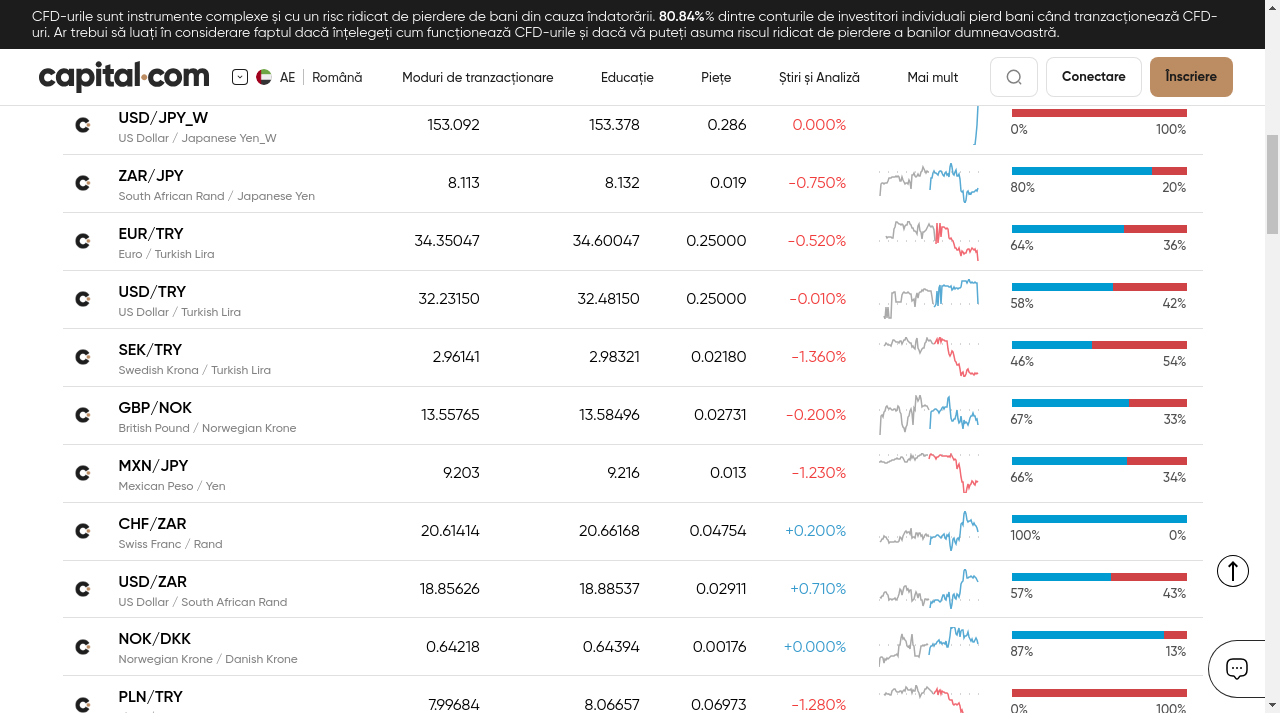 CFD-urile sunt instrumente complexe și cu un risc ridicat de pierdere de bani din cauza îndatorării. 80.84%% dintre conturile de investitori individuali pierd bani când tranzacționează CFD-
uri. Ar trebui să luați în considerare faptul dacă înțelegeți cum funcționează CFD-urile și dacă vă puteți asuma riscul ridicat de pierdere a banilor dumneavoastră.
capital.com AE Română Moduri de tranzacționare Educație Piețe Știri și Analiză Mai mult Conectare Înscriere
USD/JPY_W 153.092 153.378 0.286 0.000%
US Dollar / Japanese Yen_W 0% 100%
ZAR/JPY 8.113 8.132 0.019 -0.750%
South African Rand / Japanese Yen 80% 20%
EUR/TRY 34.35047 34.60047 0.25000 -0.520%
Euro / Turkish Lira 64% 36%
USD/TRY 32.23150 32.48150 0.25000 -0.010%
US Dollar / Turkish Lira 58% 42%
SEK/TRY 2.96141 2.98321 0.02180 -1.360%
Swedish Krona / Turkish Lira 46% 54%
GBP/NOK 13.55765 13.58496 0.02731 -0.200%
British Pound / Norwegian Krone 67% 33%
MXN/JPY 9.203 9.216 0.013 -1.230%
Mexican Peso / Yen 66% 34%
CHF/ZAR 20.61414 20.66168 0.04754 +0.200%
Swiss Franc / Rand 100% 0%
USD/ZAR 18.85626 18.88537 0.02911 +0.710%
US Dollar / South African Rand 57% 43%
NOK/DKK 0.64218 0.64394 0.00176 +0.000%
Norwegian Krone / Danish Krone 87% 13%
PLN/TRY 7.99684 8.06657 0.06973 -1.280%
0% 100%